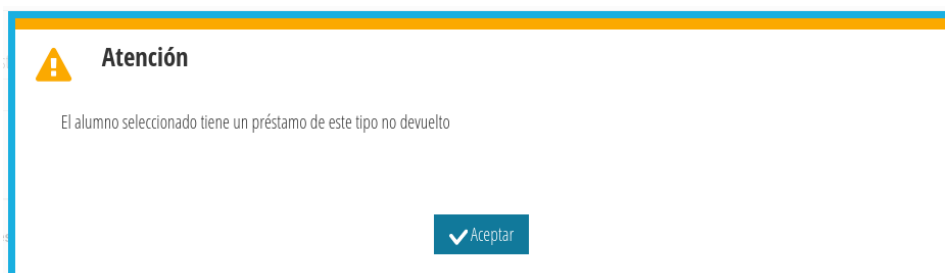 Atención
El alumno seleccionado tiene un préstamo de este tipo no devuelto
Aceptar